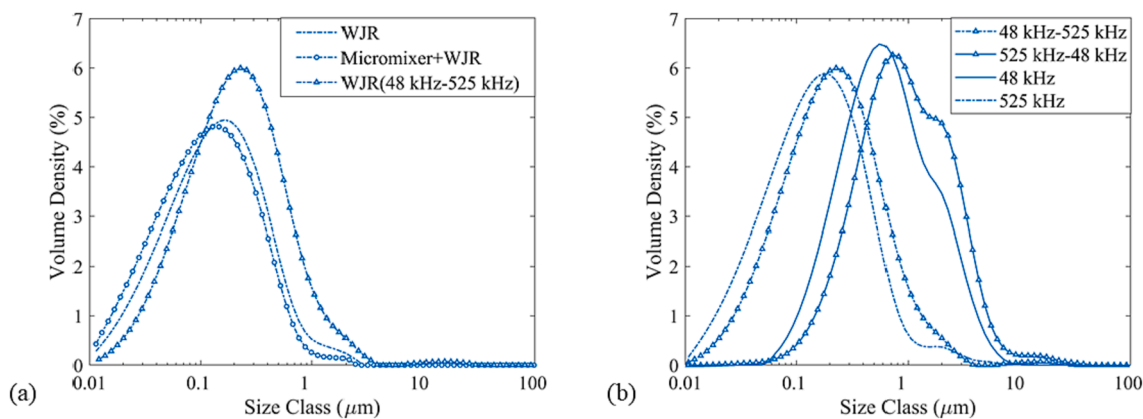 7
6
5
4
3
2
1
0
Volume Density (%)
WJR
Micromixer+WJR
WJR(48 kHz-525 kHz)
0.01 0.1 1 10 100
Size Class (μm)
(a)
7
6
5
4
3
2
1
0
Volume Density (%)
48 kHz-525 kHz
525 kHz-48 kHz
48 kHz
525 kHz
0.01 0.1 1 10 100
Size Class (μm)
(b)